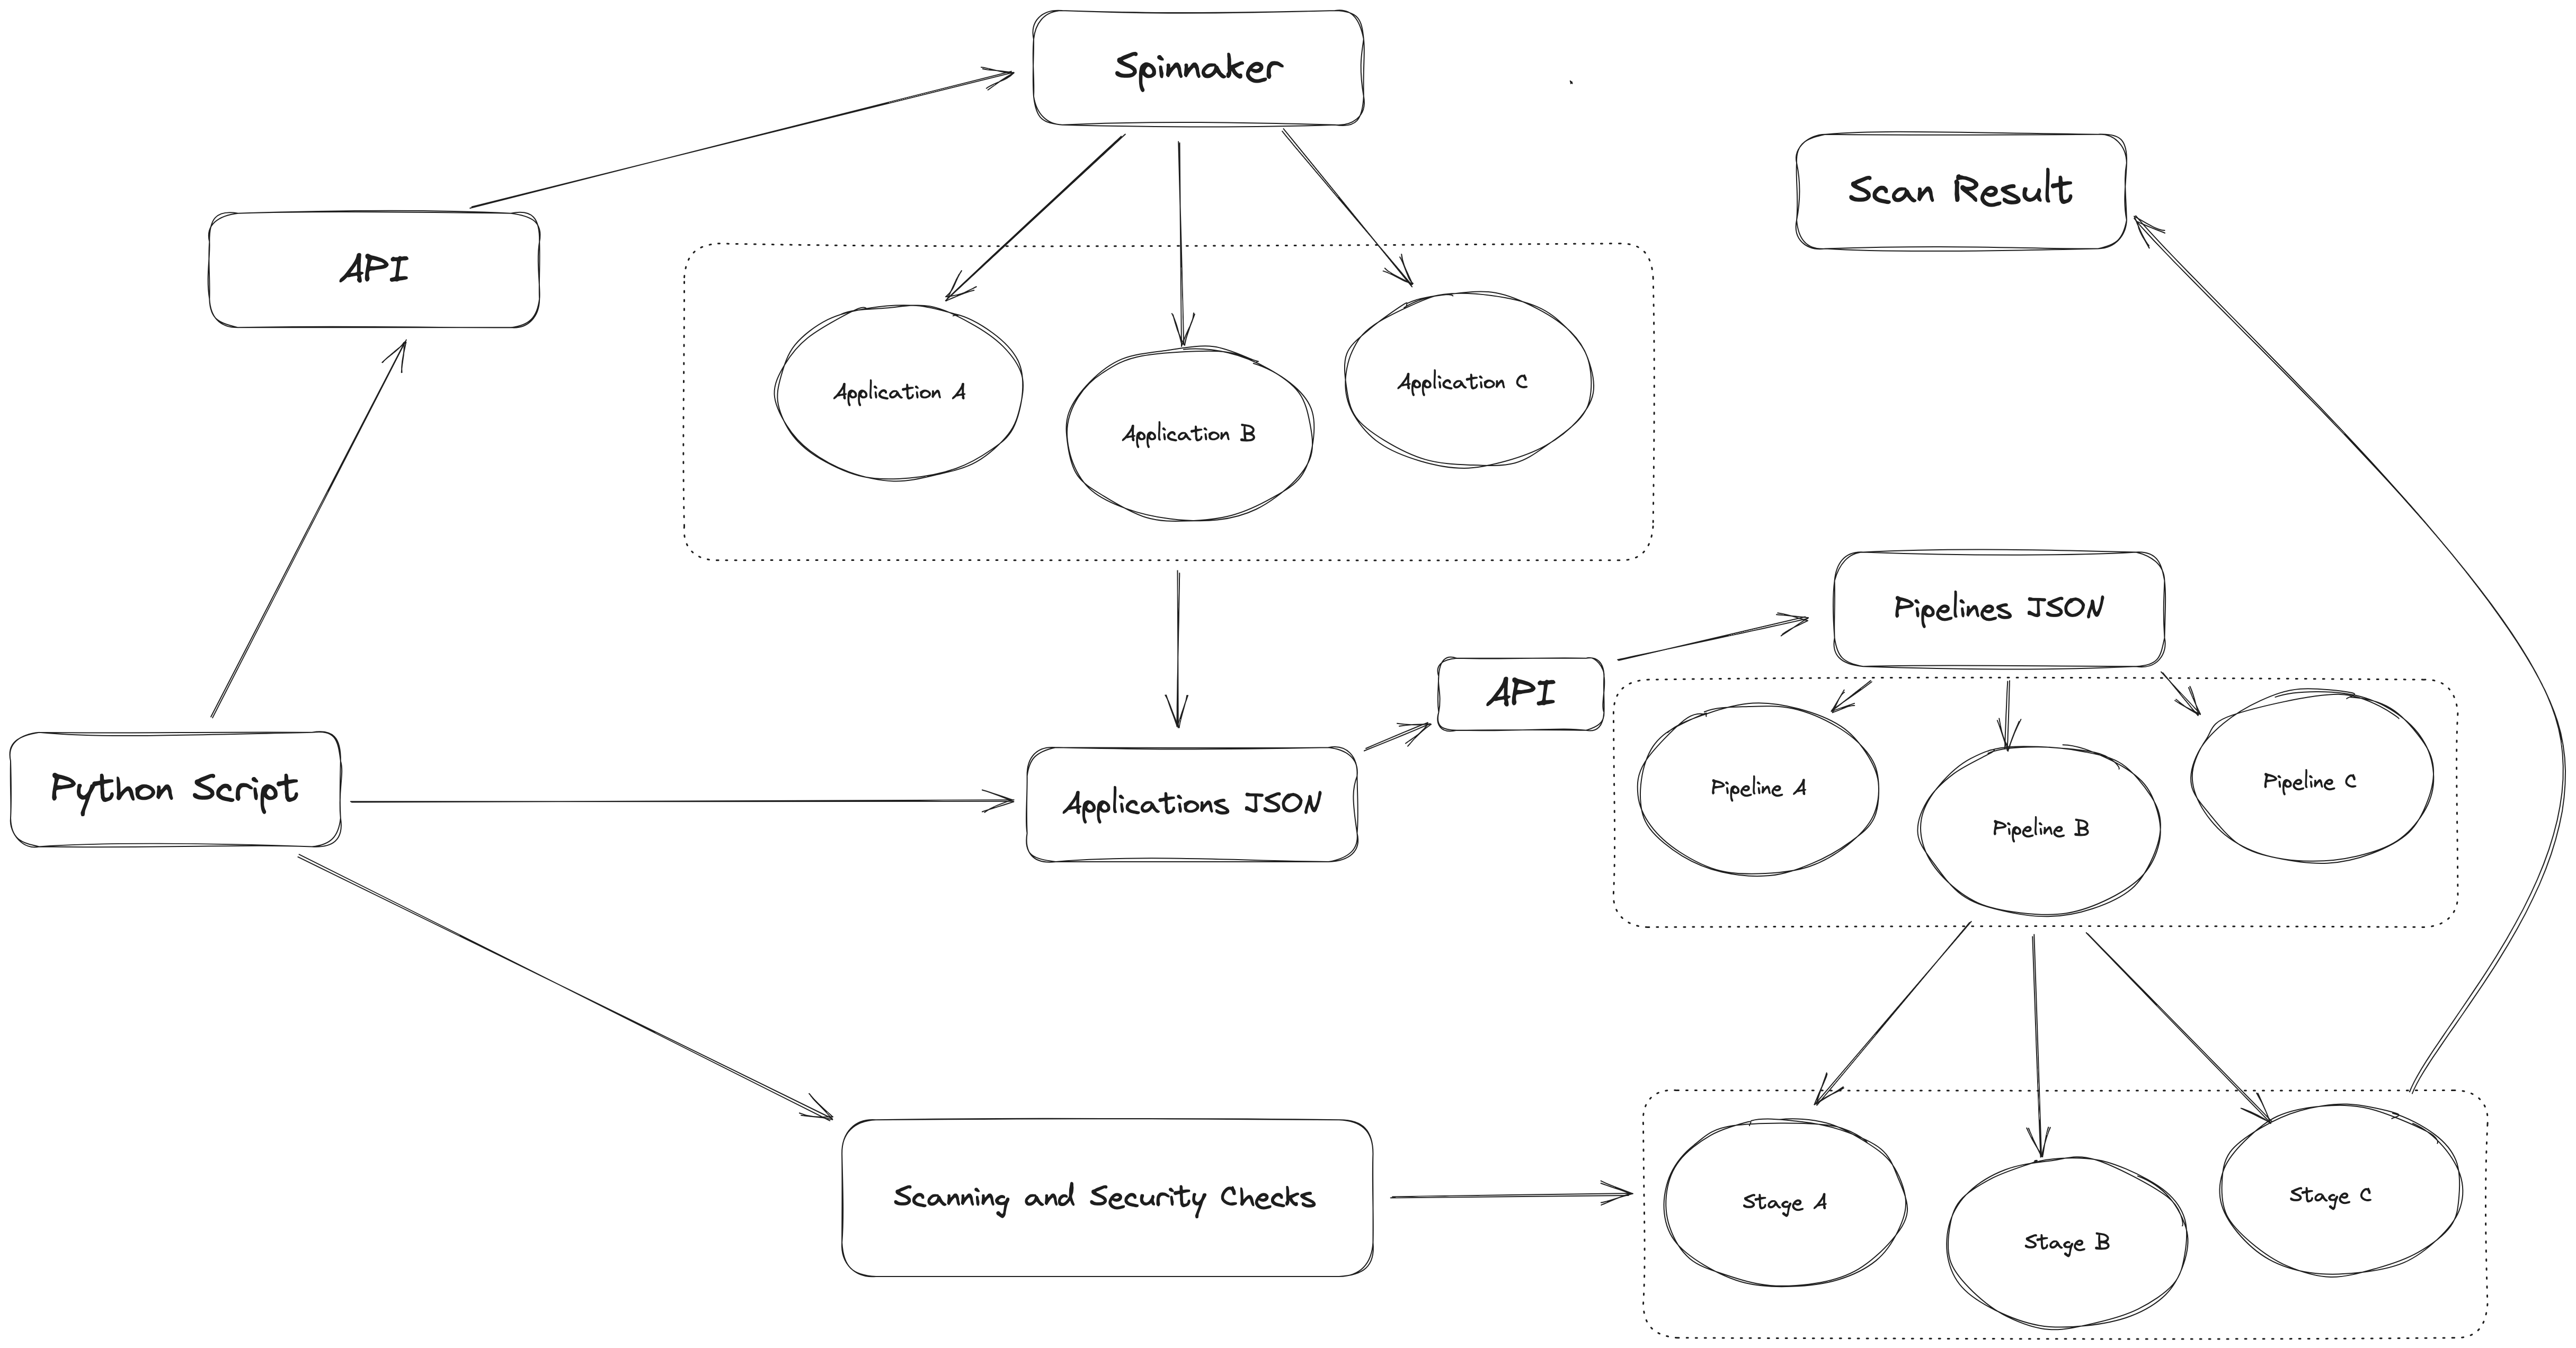 Spinnaker
Scan Result
API
Application A
Application B
Application C
Pipelines JSON
API
Python Script
Applications JSON
Pipeline A
Pipeline B
Pipeline C
Scanning and Security Checks
Stage A
Stage B
Stage C